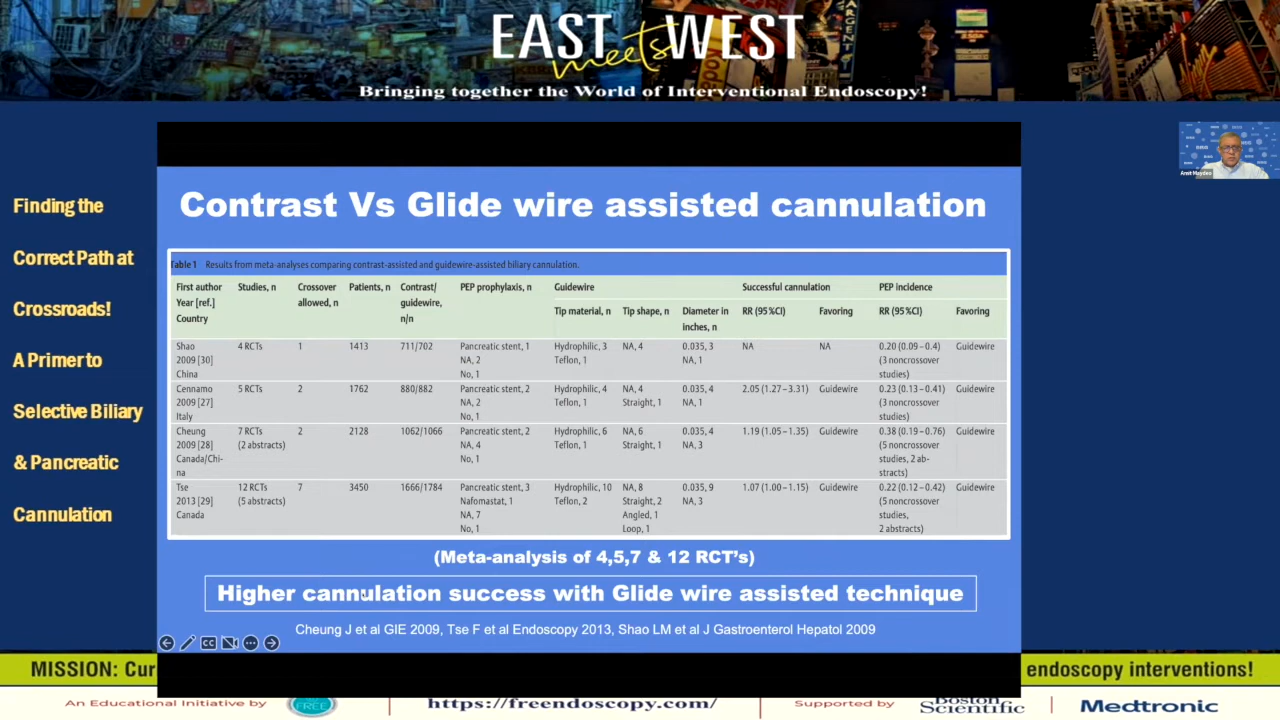 EAST meets WEST
Bringing together the World of Interventional Endoscopy!
ARGENT
Amit Maydeo
Finding the
Correct Path at
Crossroads!
A Primer to
Selective Biliary
& Pancreatic
Cannulation
Contrast Vs Glide wire assisted cannulation
Table 1 Results from meta-analyses comparing contrast-assisted and guidewire-assisted biliary cannulation.
First author Studies, n Crossover Patients, n Contrast/ PEP prophylaxis, n Guidewire Successful cannulation PEP incidence
Year [ref.] allowed, n guidewire,
Country n/n Tip material, n Tip shape, n Diameter in RR (95%CI) Favoring RR (95%CI) Favoring
inches, n
Shao 4 RCTs 1 1413 711/702 Pancreatic stent, 1 Hydrophilic, 3 NA, 4 0.035, 3 NA NA 0.20 (0.09–0.4) Guidewire
2009 [30] NA, 2 Teflon, 1 NA, 1 (3 noncrossover
China No, 1 studies)
Cennamo 5 RCTs 2 1762 880/882 Pancreatic stent, 2 Hydrophilic, 4 NA, 4 0.035, 4 2.05 (1.27–3.31) Guidewire 0.23 (0.13–0.41) Guidewire
2009 [27] NA, 2 Teflon, 1 Straight, 1 NA, 1 (3 noncrossover
Italy No, 1 studies)
Cheung 7 RCTs 2 2128 1062/1066 Pancreatic stent, 2 Hydrophilic, 6 NA, 6 0.035, 4 1.19 (1.05–1.35) Guidewire 0.38 (0.19–0.76) Guidewire
2009 [28] (2 abstracts) NA, 4 Teflon, 1 Straight, 1 NA, 3 (5 noncrossover
Canada/Chi- No, 1 studies, 2 ab-
na stracts)
Tse 12 RCTs 7 3450 1666/1784 Pancreatic stent, 3 Hydrophilic, 10 NA, 8 0.035, 9 1.07 (1.00–1.15) Guidewire 0.22 (0.12–0.42) Guidewire
2013 [29] (5 abstracts) Nafomastat, 1 Teflon, 2 Straight, 2 NA, 3 (5 noncrossover
Canada NA, 7 Angled, 1 studies,
No, 1 Loop, 1 2 abstracts)
(Meta-analysis of 4,5,7 & 12 RCT's)
Higher cannulation success with Glide wire assisted technique
Cheung J et al GIE 2009, Tse F et al Endoscopy 2013, Shao LM et al J Gastroenterol Hepatol 2009
CC
MISSION: Cur
endoscopy interventions!
An Educational Initiative by FREE https://freendoscopy.com/ Supported by Boston Scientific Medtronic